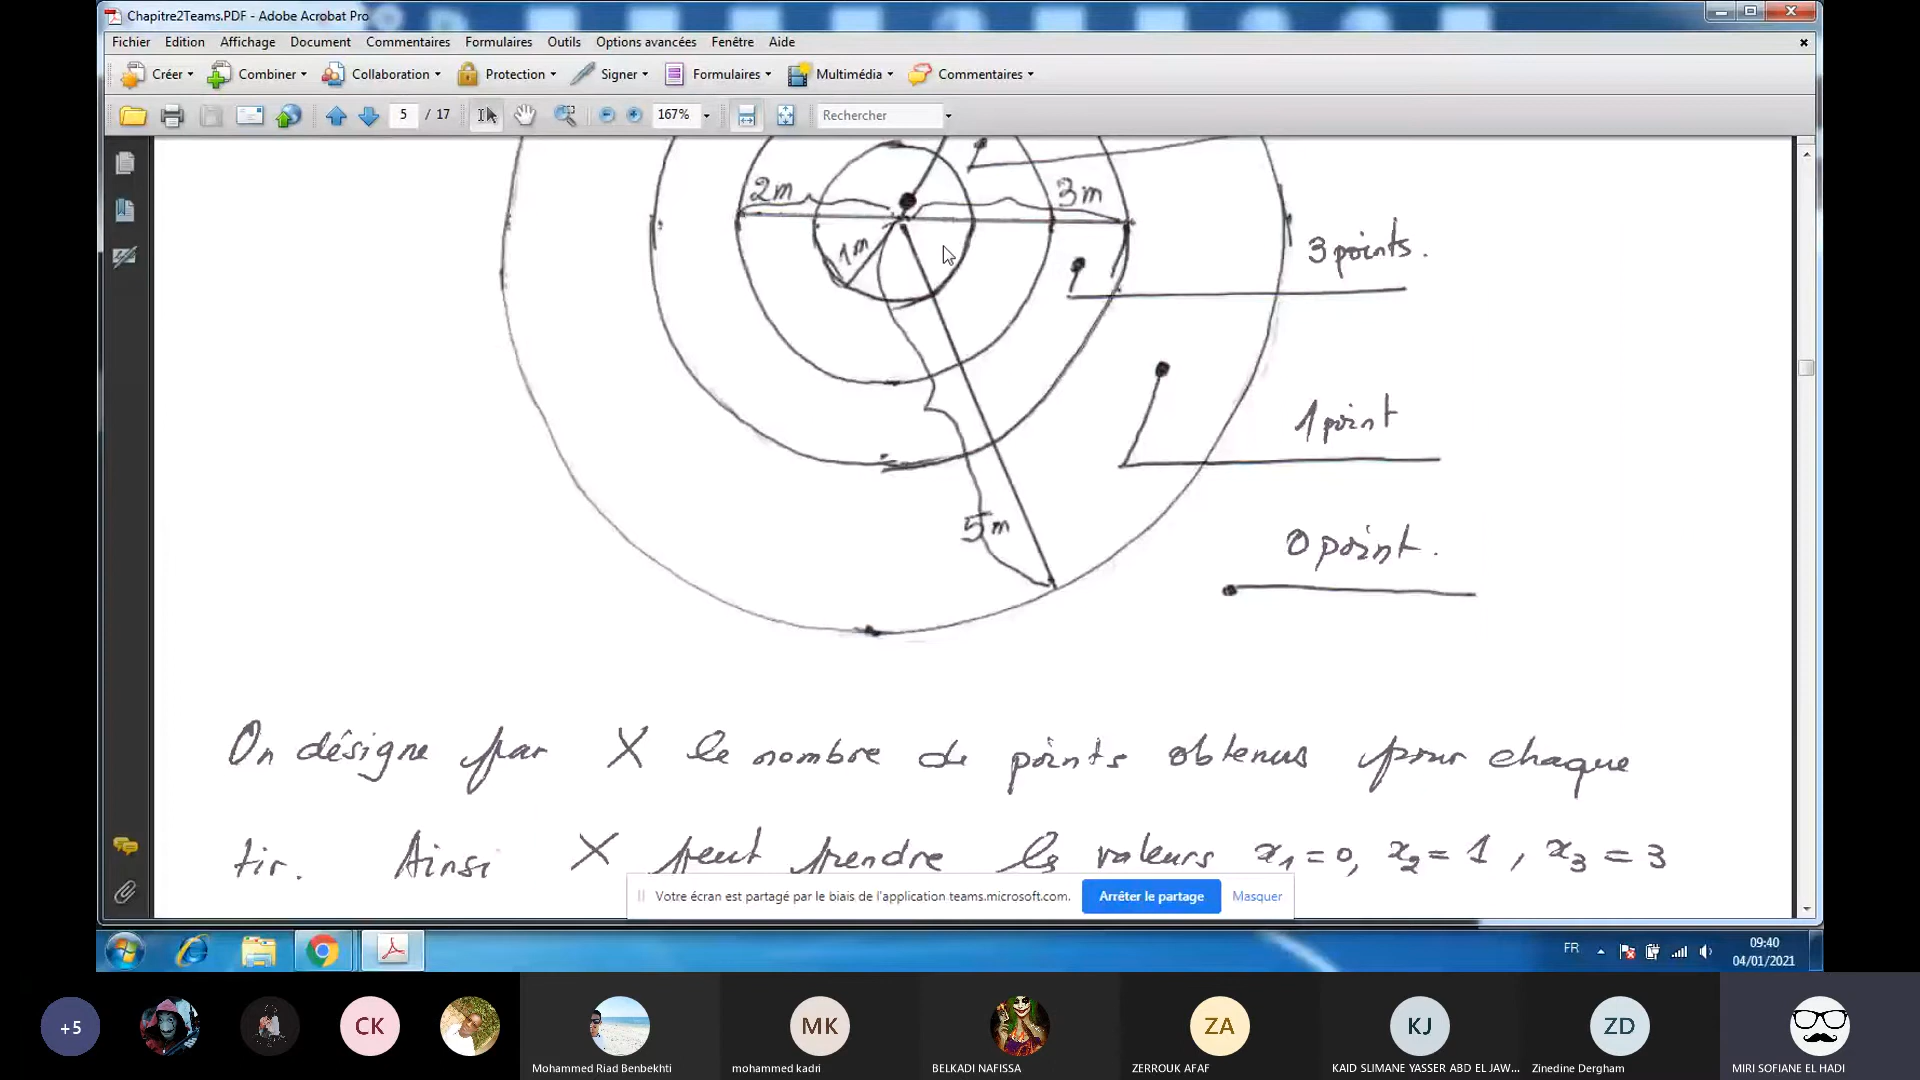 Chapitre2Teams.PDF - Adobe Acrobat Pro
Fichier Edition Affichage Document Commentaires Formulaires Outils Options avancées Fenêtre Aide
Créer Combiner Collaboration Protection Signer Formulaires Multimédia Commentaires
5 / 17 167% Rechercher
2m 3m
1m
3 points.
1 point
5m
0 point.
On désigne par X le nombre de points obtenus pour chaque
tir. Ainsi X peut prendre les valeurs x₁=0, x₂=1, x₃=3
Votre écran est partagé par le biais de l'application teams.microsoft.com. Arrêter le partage Masquer
FR 09:40
04/01/2021
+5 CK MK ZA KJ ZD
Mohammed Riad Benbekhti mohammed kadri BELKADI NAFISSA ZERROUK AFAF KAID SLIMANE YASSER ABD EL JAW... Zinedine Dergham MIRI SOFIANE EL HADI